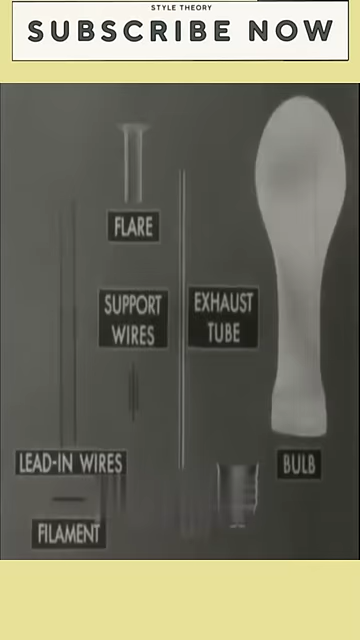 STYLE THEORY
SUBSCRIBE NOW
FLARE
SUPPORT
WIRES
EXHAUST
TUBE
LEAD-IN WIRES
BULB
FILAMENT